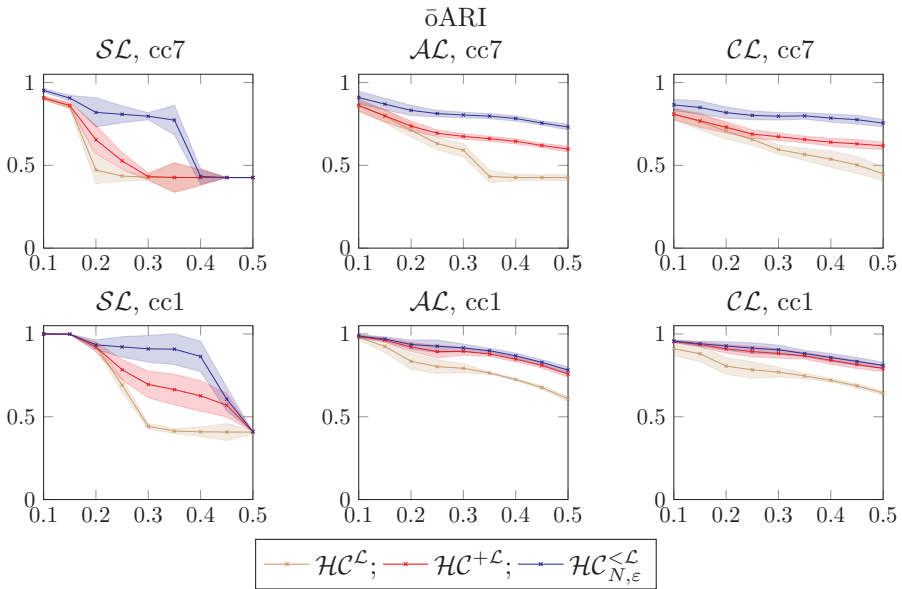 ōARI
𝒮ℒ, cc7 𝒜ℒ, cc7 𝒞ℒ, cc7
1 1 1
0.5 0.5 0.5
0 0 0
0.1 0.2 0.3 0.4 0.5 0.1 0.2 0.3 0.4 0.5 0.1 0.2 0.3 0.4 0.5
𝒮ℒ, cc1 𝒜ℒ, cc1 𝒞ℒ, cc1
1 1 1
0.5 0.5 0.5
0 0 0
0.1 0.2 0.3 0.4 0.5 0.1 0.2 0.3 0.4 0.5 0.1 0.2 0.3 0.4 0.5
ℋ𝒞^ℒ; ℋ𝒞^{+ℒ}; ℋ𝒞^{<ℒ}_{N,ε}